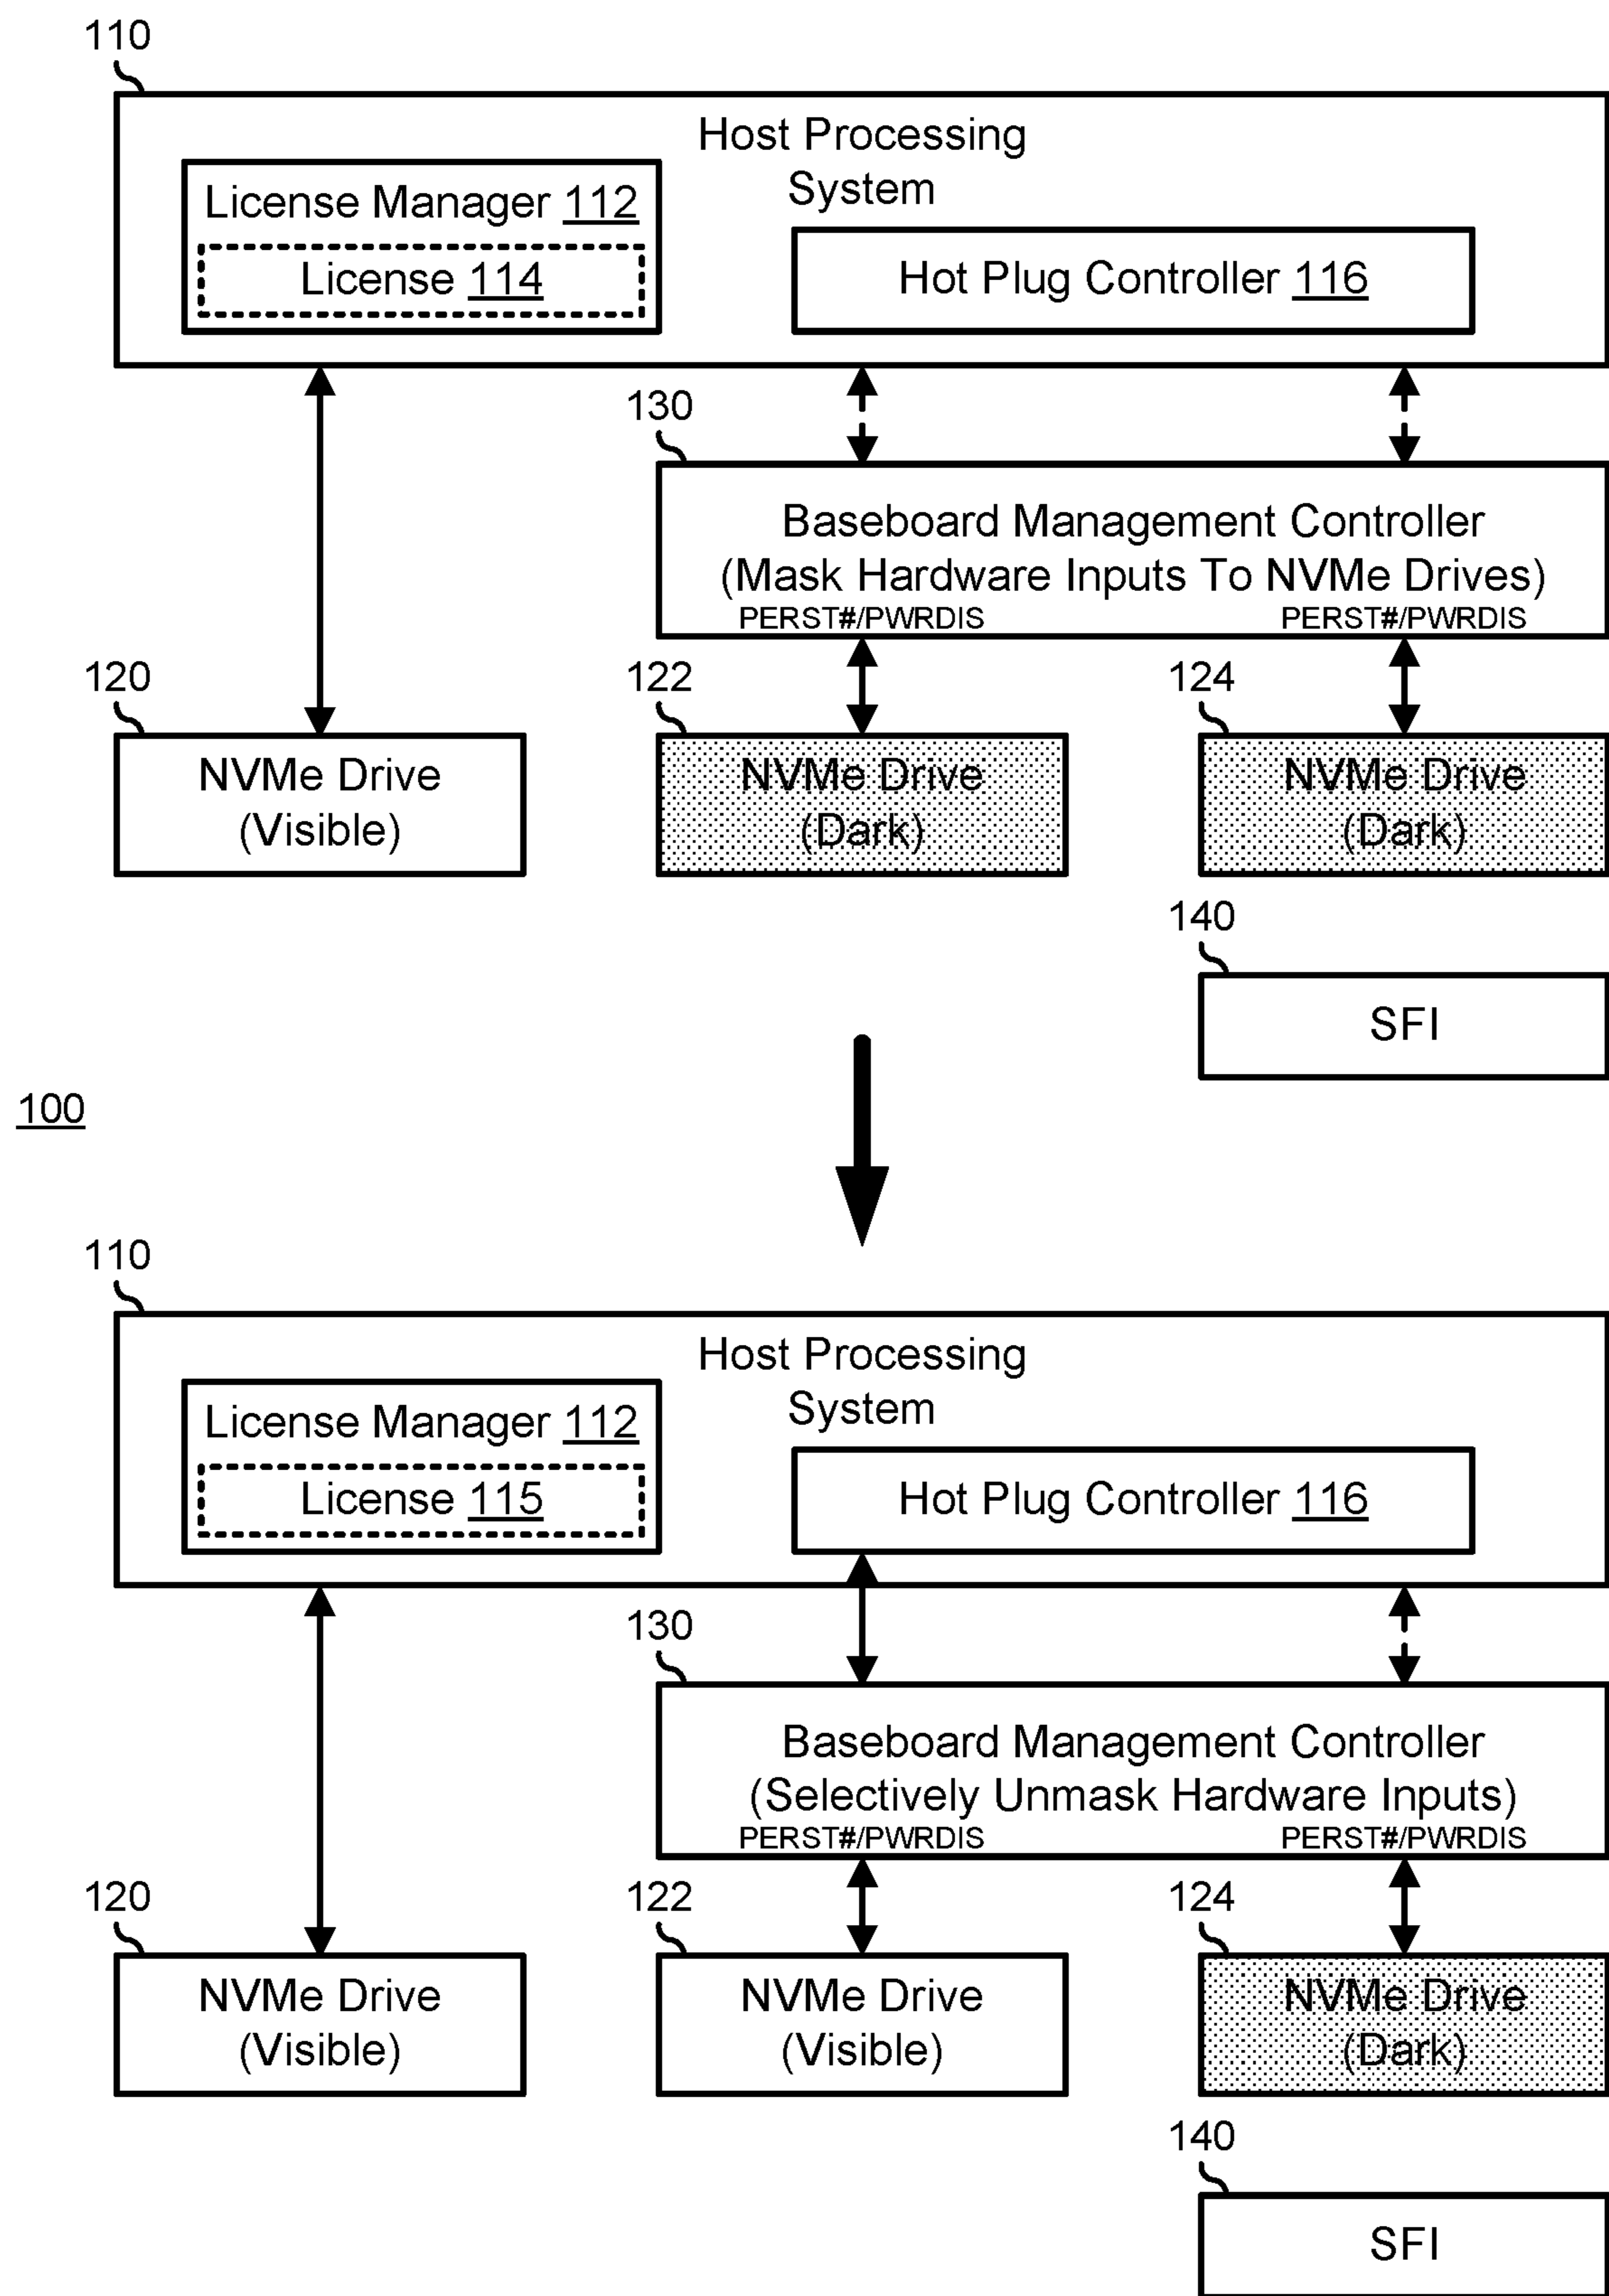 110
Host Processing
System
License Manager 112
License 114
Hot Plug Controller 116
130
Baseboard Management Controller
(Mask Hardware Inputs To NVMe Drives)
PERST#/PWRDIS PERST#/PWRDIS
120 122 124
NVMe Drive NVMe Drive NVMe Drive
(Visible) (Dark) (Dark)
140
SFI
100
110
Host Processing
System
License Manager 112
License 115
Hot Plug Controller 116
130
Baseboard Management Controller
(Selectively Unmask Hardware Inputs)
PERST#/PWRDIS PERST#/PWRDIS
120 122 124
NVMe Drive NVMe Drive NVMe Drive
(Visible) (Visible) (Dark)
140
SFI